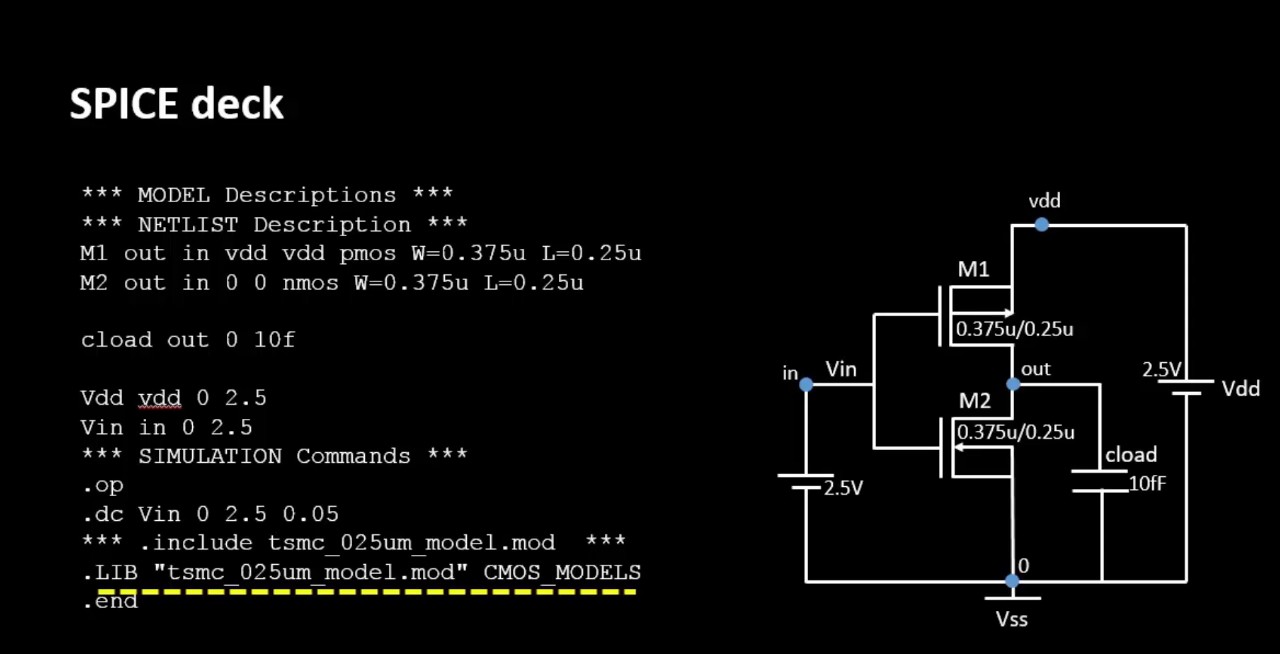 SPICE deck
*** MODEL Descriptions ***
*** NETLIST Description ***
M1 out in vdd vdd pmos W=0.375u L=0.25u
M2 out in 0 0 nmos W=0.375u L=0.25u
cload out 0 10f
Vdd vdd 0 2.5
Vin in 0 2.5
*** SIMULATION Commands ***
.op
.dc Vin 0 2.5 0.05
*** .include tsmc_025um_model.mod ***
.LIB "tsmc_025um_model.mod" CMOS_MODELS
.end
vdd
M1
0.375u/0.25u
in
Vin
out
2.5V
Vdd
M2
0.375u/0.25u
cload
10fF
2.5V
0
Vss